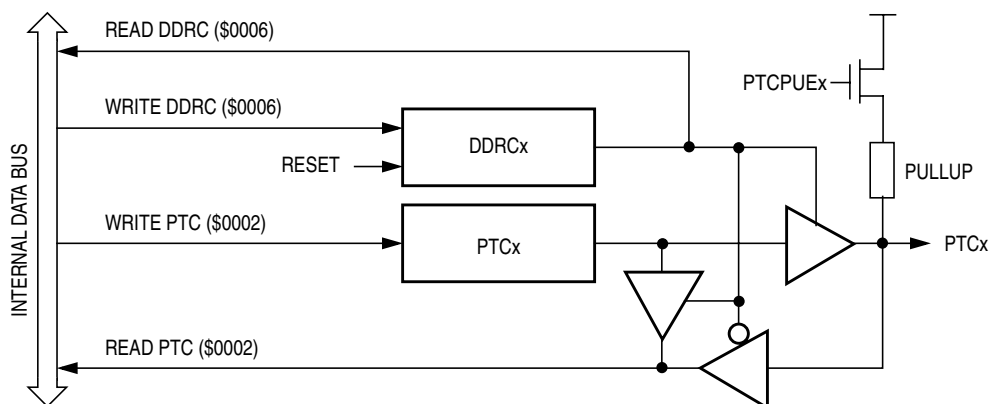 READ DDRC ($0006)
PTCPUEx
WRITE DDRC ($0006)
DDRCx
RESET
PULLUP
INTERNAL DATA BUS
WRITE PTC ($0002)
PTCx
PTCx
READ PTC ($0002)